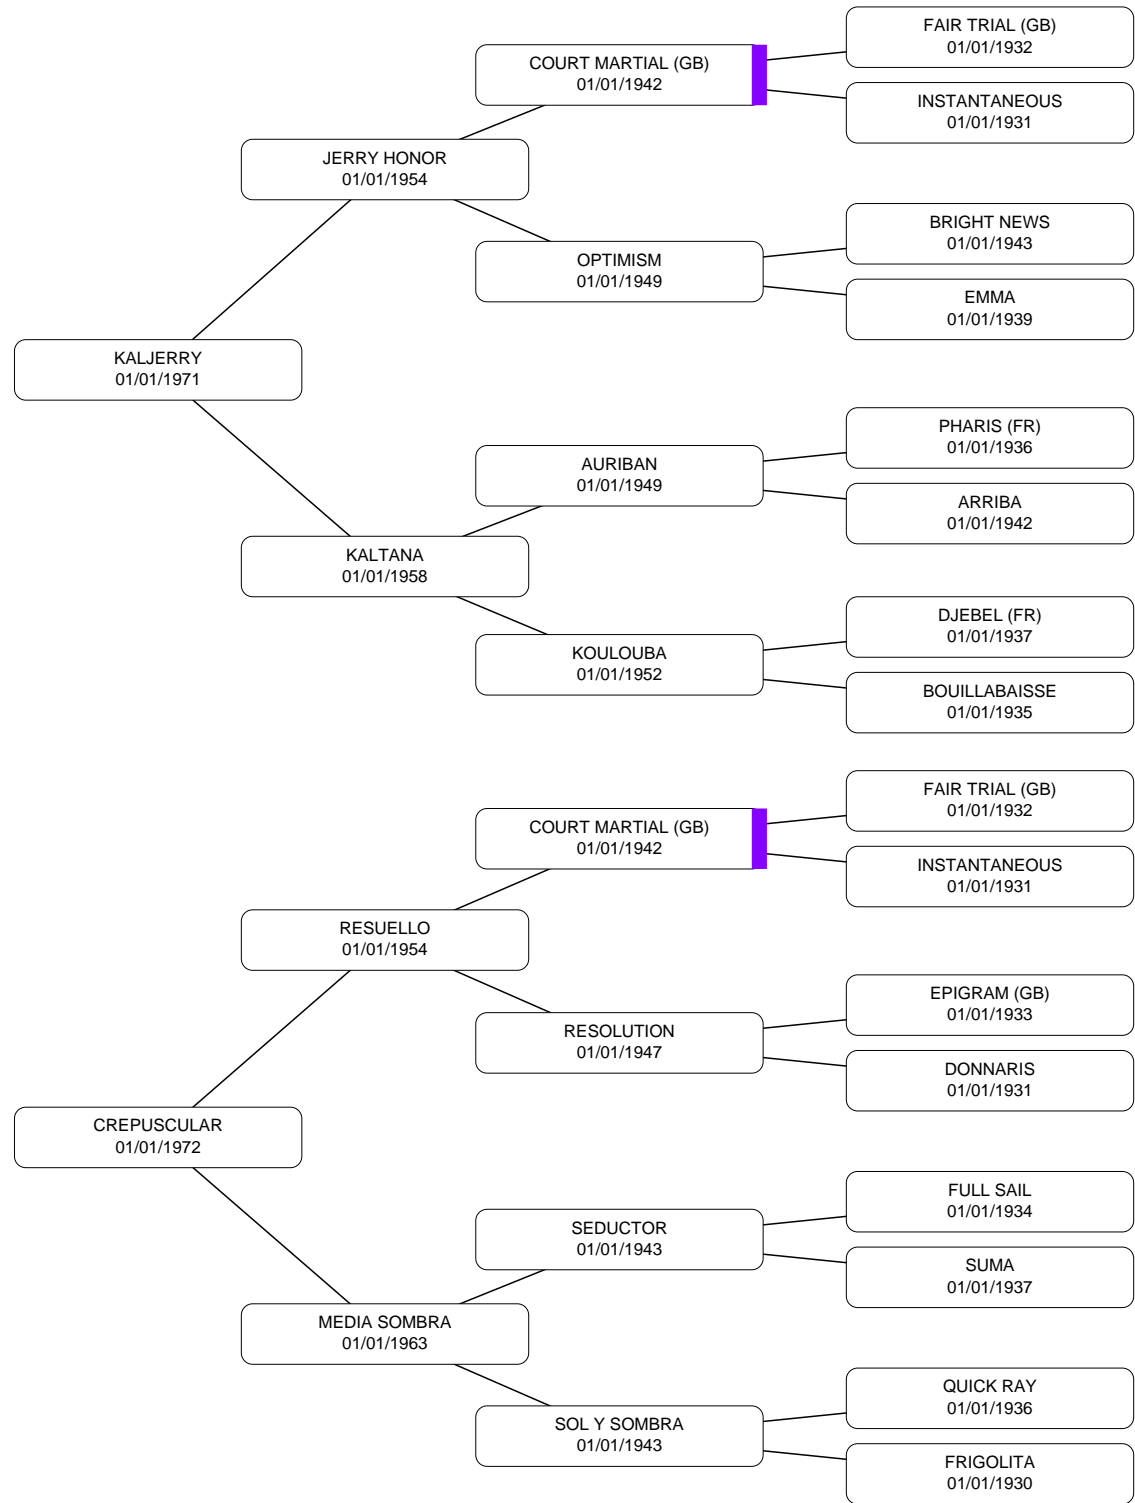 FAIR TRIAL (GB)
01/01/1932
COURT MARTIAL (GB)
01/01/1942
INSTANTANEOUS
01/01/1931
JERRY HONOR
01/01/1954
BRIGHT NEWS
01/01/1943
OPTIMISM
01/01/1949
EMMA
01/01/1939
KALJERRY
01/01/1971
PHARIS (FR)
01/01/1936
AURIBAN
01/01/1949
ARRIBA
01/01/1942
KALTANA
01/01/1958
DJEBEL (FR)
01/01/1937
KOULOUBA
01/01/1952
BOUILLABAISSE
01/01/1935
FAIR TRIAL (GB)
01/01/1932
COURT MARTIAL (GB)
01/01/1942
INSTANTANEOUS
01/01/1931
RESUELLO
01/01/1954
EPIGRAM (GB)
01/01/1933
RESOLUTION
01/01/1947
DONNARIS
01/01/1931
CREPUSCULAR
01/01/1972
FULL SAIL
01/01/1934
SEDUCTOR
01/01/1943
SUMA
01/01/1937
MEDIA SOMBRA
01/01/1963
QUICK RAY
01/01/1936
SOL Y SOMBRA
01/01/1943
FRIGOLITA
01/01/1930